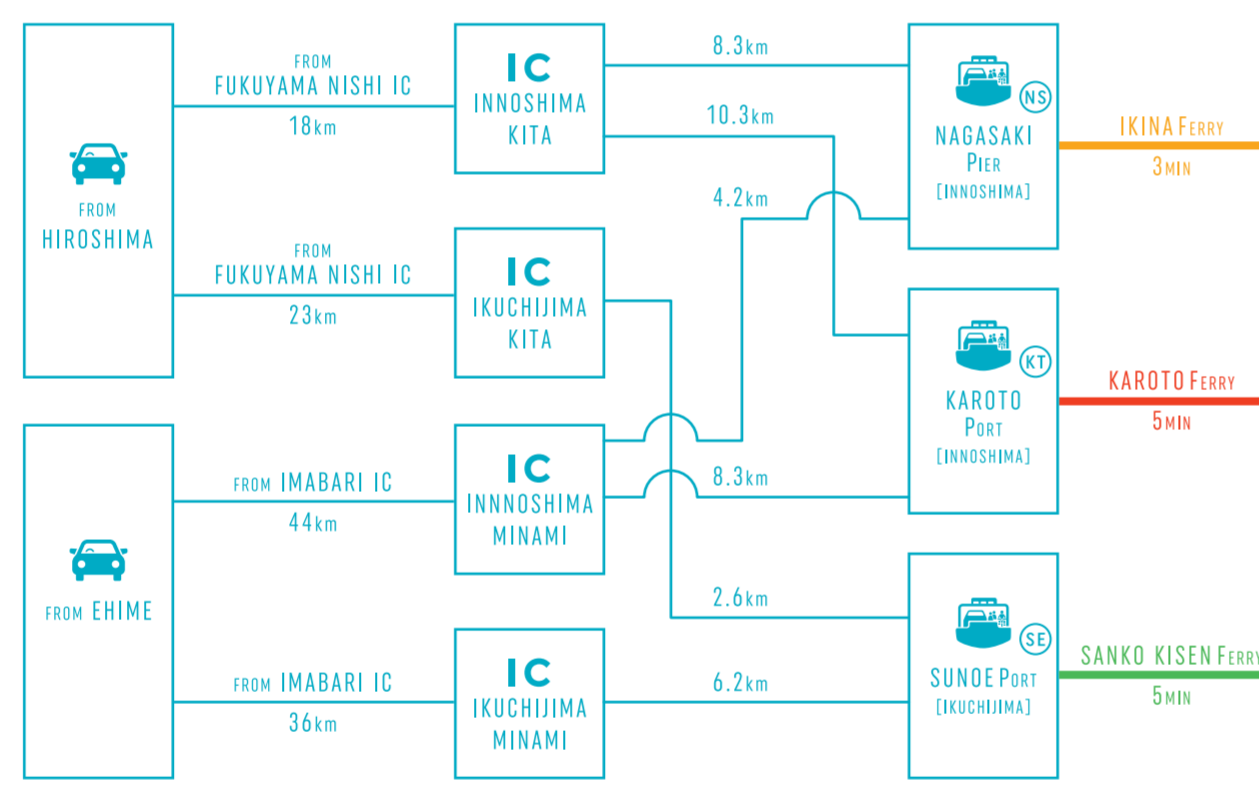 FROM
HIROSHIMA
FROM
FUKUYAMA NISHI IC
18km
FROM
FUKUYAMA NISHI IC
23km
IC
INNOSHIMA
KITA
IC
IKUCHIJIMA
KITA
8.3km
10.3km
4.2km
NS
NAGASAKI
PIER
[INNOSHIMA]
IKINA FERRY
3MIN
KT
KAROTO
PORT
[INNOSHIMA]
KAROTO FERRY
5MIN
FROM EHIME
FROM IMABARI IC
44km
FROM IMABARI IC
36km
IC
INNNOSHIMA
MINAMI
IC
IKUCHIJIMA
MINAMI
8.3km
2.6km
6.2km
SE
SUNOE PORT
[IKUCHIJIMA]
SANKO KISEN FERRY
5MIN